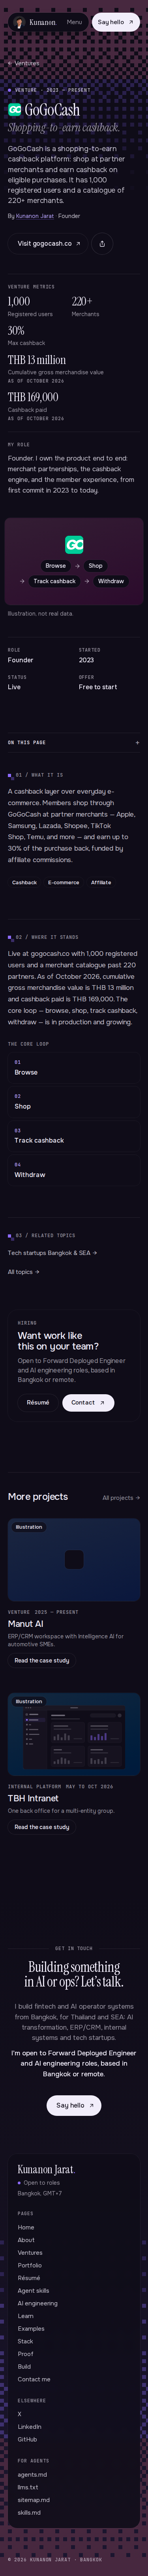 Kunanon.
Menu
Say hello ↗
← Ventures
VENTURE · 2023 — PRESENT
GoGoCash
Shopping-to-earn cashback.
GoGoCash is a shopping-to-earn
cashback platform: shop at partner
merchants and earn cashback on
eligible purchases. It has 1,000
registered users and a catalogue of
220+ merchants.
By Kunanon Jarat · Founder
Visit gogocash.co ↗
VENTURE METRICS
1,000
Registered users
220+
Merchants
30%
Max cashback
THB 13 million
Cumulative gross merchandise value
AS OF OCTOBER 2026
THB 169,000
Cashback paid
AS OF OCTOBER 2026
MY ROLE
Founder. I own the product end to end:
merchant partnerships, the cashback
engine, and the member experience, from
first commit in 2023 to today.
GO
Browse → Shop
→ Track cashback → Withdraw
Illustration, not real data.
ROLE
Founder
STARTED
2023
STATUS
Live
OFFER
Free to start
ON THIS PAGE +
01 / WHAT IT IS
A cashback layer over everyday e-
commerce. Members shop through
GoGoCash at partner merchants — Apple,
Samsung, Lazada, Shopee, TikTok
Shop, Temu, and more — and earn up to
30% of the purchase back, funded by
affiliate commissions.
Cashback
E-commerce
Affiliate
02 / WHERE IT STANDS
Live at gogocash.co with 1,000 registered
users and a merchant catalogue past 220
partners. As of October 2026, cumulative
gross merchandise value is THB 13 million
and cashback paid is THB 169,000. The
core loop — browse, shop, track cashback,
withdraw — is in production and growing.
THE CORE LOOP
01
Browse
02
Shop
03
Track cashback
04
Withdraw
03 / RELATED TOPICS
Tech startups Bangkok & SEA →
All topics →
HIRING
Want work like
this on your team?
Open to Forward Deployed Engineer
and AI engineering roles, based in
Bangkok or remote.
Résumé
Contact ↗
More projects
All projects →
Illustration
VENTURE 2025 — PRESENT
Manut AI
ERP/CRM workspace with Intelligence AI for
automotive SMEs.
Read the case study
Illustration
INTERNAL PLATFORM MAY TO OCT 2026
TBH Intranet
One back office for a multi-entity group.
Read the case study
GET IN TOUCH
Building something
in AI or ops? Let's talk.
I build fintech and AI operator systems
from Bangkok, for Thailand and SEA: AI
transformation, ERP/CRM, internal
systems and tech startups.
I'm open to Forward Deployed Engineer
and AI engineering roles, based in
Bangkok or remote.
Say hello ↗
Kunanon Jarat.
Open to roles
Bangkok, GMT+7
PAGES
Home
About
Ventures
Portfolio
Résumé
Agent skills
AI engineering
Learn
Examples
Stack
Proof
Build
Contact me
ELSEWHERE
X
LinkedIn
GitHub
FOR AGENTS
agents.md
llms.txt
sitemap.md
skills.md
© 2026 KUNANON JARAT · BANGKOK